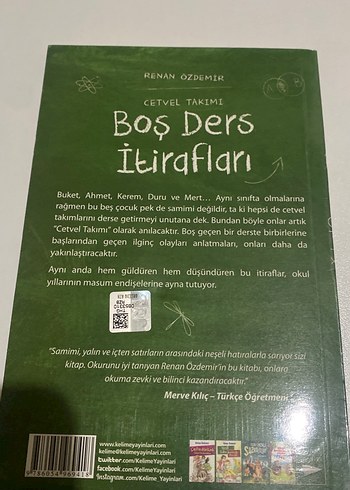 RENAN ÖZDEMİR
CETVEL TAKIMI
Boş Ders
İtirafları
Buket, Ahmet, Kerem, Duru ve Mert... Aynı sınıfta olmalarına
rağmen bu beş çocuk pek de samimi değildir, ta ki hepsi de cetvel
takımlarını derse getirmeyi unutana dek. Bundan böyle onlar artık
"Cetvel Takımı" olarak anılacaktır. Boş geçen bir derste birbirlerine
başlarından geçen ilginç olayları anlatmaları, onları daha da
yakınlaştıracaktır.
Aynı anda hem güldüren hem düşündüren bu itiraflar, okul
yıllarının masum endişelerine ayna tutuyor.
"Samimi, yalın ve içten satırların arasındaki neşeli hatıralarla sarıyor sizi
kitap. Okurunu iyi tanıyan Renan Özdemir'in bu kitabı, onlara
okuma zevki ve bilinci kazandıracaktır."
Merve Kılıç – Türkçe Öğretmeni
www.kelimeyayinlari.com
kelime@kelimeyayinlari.com
twitter.com/KelimeYayinlari
facebook.com/KelimeYayinlari
Instagram.com/Kelime_Yayinlari